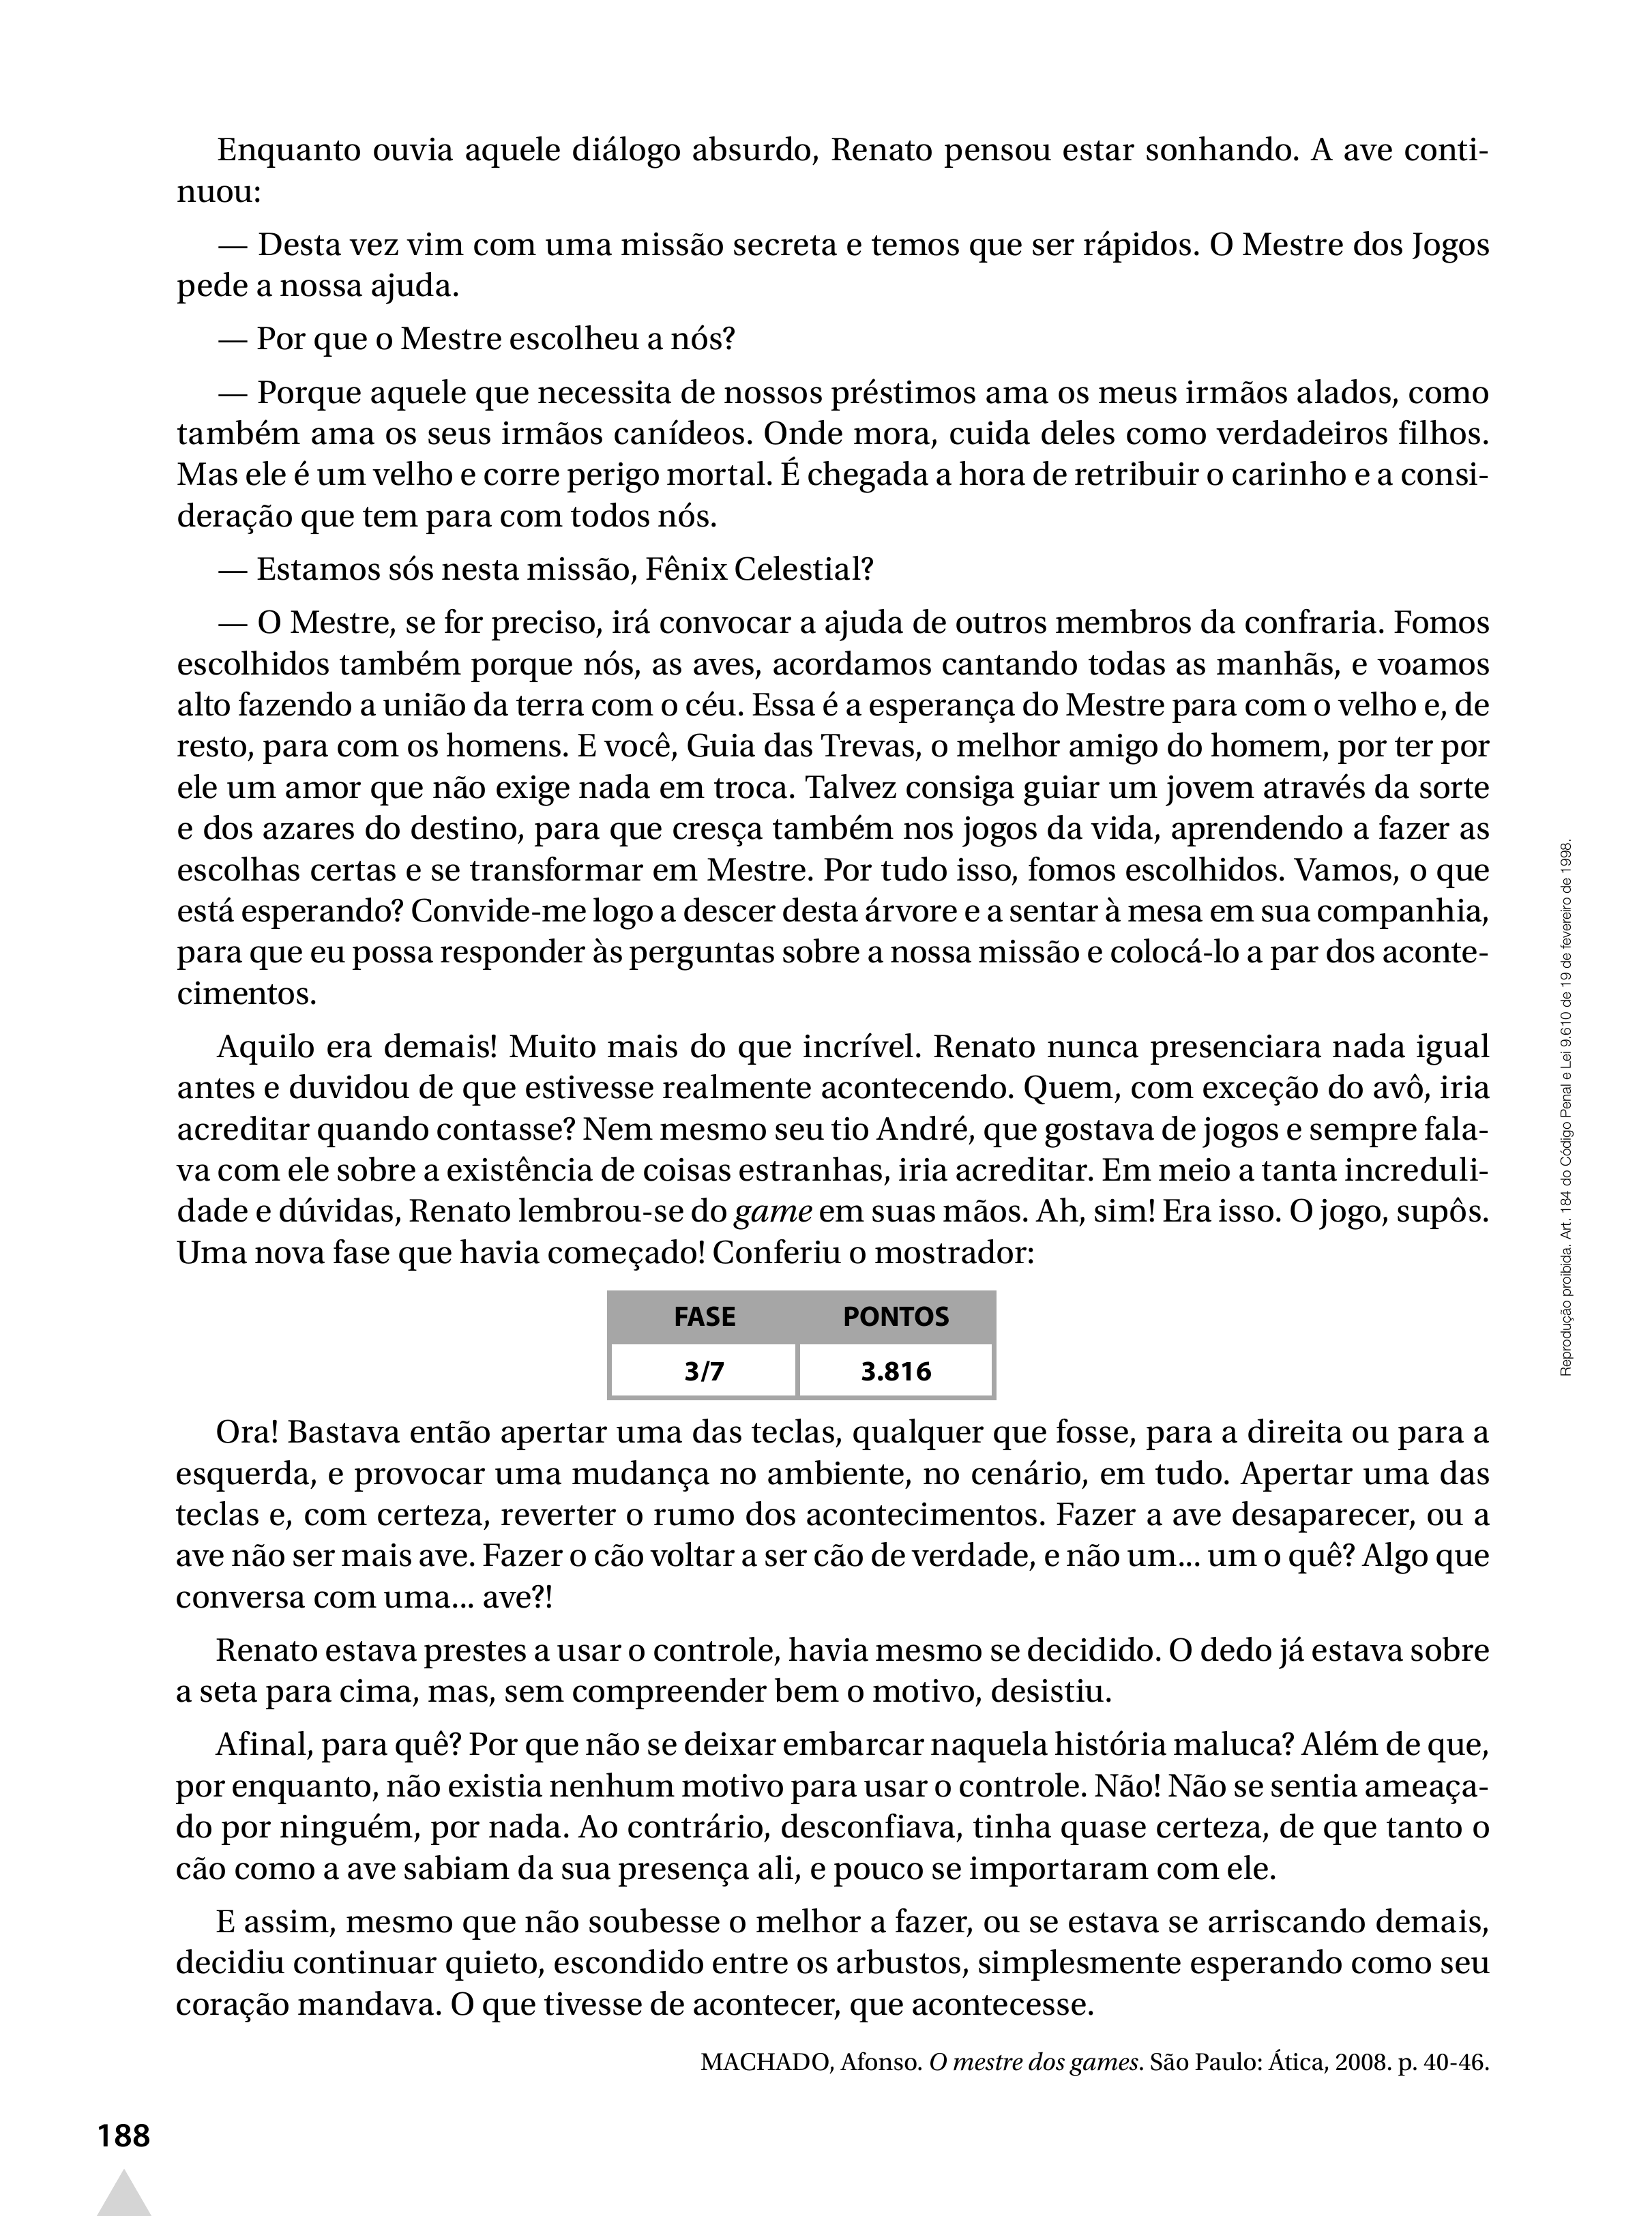 Enquanto ouvia aquele diálogo absurdo, Renato pensou estar sonhando. A ave conti-
nuou:
— Desta vez vim com uma missão secreta e temos que ser rápidos. O Mestre dos Jogos
pede a nossa ajuda.
— Por que o Mestre escolheu a nós?
— Porque aquele que necessita de nossos préstimos ama os meus irmãos alados, como
também ama os seus irmãos canídeos. Onde mora, cuida deles como verdadeiros filhos.
Mas ele é um velho e corre perigo mortal. É chegada a hora de retribuir o carinho e a consi-
deração que tem para com todos nós.
— Estamos sós nesta missão, Fênix Celestial?
— O Mestre, se for preciso, irá convocar a ajuda de outros membros da confraria. Fomos
escolhidos também porque nós, as aves, acordamos cantando todas as manhãs, e voamos
alto fazendo a união da terra com o céu. Essa é a esperança do Mestre para com o velho e, de
resto, para com os homens. E você, Guia das Trevas, o melhor amigo do homem, por ter por
ele um amor que não exige nada em troca. Talvez consiga guiar um jovem através da sorte
e dos azares do destino, para que cresça também nos jogos da vida, aprendendo a fazer as
escolhas certas e se transformar em Mestre. Por tudo isso, fomos escolhidos. Vamos, o que
está esperando? Convide-me logo a descer desta árvore e a sentar à mesa em sua companhia,
para que eu possa responder às perguntas sobre a nossa missão e colocá-lo a par dos aconte-
cimentos.
Aquilo era demais! Muito mais do que incrível. Renato nunca presenciara nada igual
antes e duvidou de que estivesse realmente acontecendo. Quem, com exceção do avô, iria
acreditar quando contasse? Nem mesmo seu tio André, que gostava de jogos e sempre fala-
va com ele sobre a existência de coisas estranhas, iria acreditar. Em meio a tanta increduli-
dade e dúvidas, Renato lembrou-se do game em suas mãos. Ah, sim! Era isso. O jogo, supôs.
Uma nova fase que havia começado! Conferiu o mostrador:
FASE PONTOS
3/7 3.816
Ora! Bastava então apertar uma das teclas, qualquer que fosse, para a direita ou para a
esquerda, e provocar uma mudança no ambiente, no cenário, em tudo. Apertar uma das
teclas e, com certeza, reverter o rumo dos acontecimentos. Fazer a ave desaparecer, ou a
ave não ser mais ave. Fazer o cão voltar a ser cão de verdade, e não um... um o quê? Algo que
conversa com uma... ave?!
Renato estava prestes a usar o controle, havia mesmo se decidido. O dedo já estava sobre
a seta para cima, mas, sem compreender bem o motivo, desistiu.
Afinal, para quê? Por que não se deixar embarcar naquela história maluca? Além de que,
por enquanto, não existia nenhum motivo para usar o controle. Não! Não se sentia ameaça-
do por ninguém, por nada. Ao contrário, desconfiava, tinha quase certeza, de que tanto o
cão como a ave sabiam da sua presença ali, e pouco se importaram com ele.
E assim, mesmo que não soubesse o melhor a fazer, ou se estava se arriscando demais,
decidiu continuar quieto, escondido entre os arbustos, simplesmente esperando como seu
coração mandava. O que tivesse de acontecer, que acontecesse.
MACHADO, Afonso. O mestre dos games. São Paulo: Ática, 2008. p. 40-46.
188
Reprodução proibida. Art. 184 do Código Penal e Lei 9.610 de 19 de fevereiro de 1998.